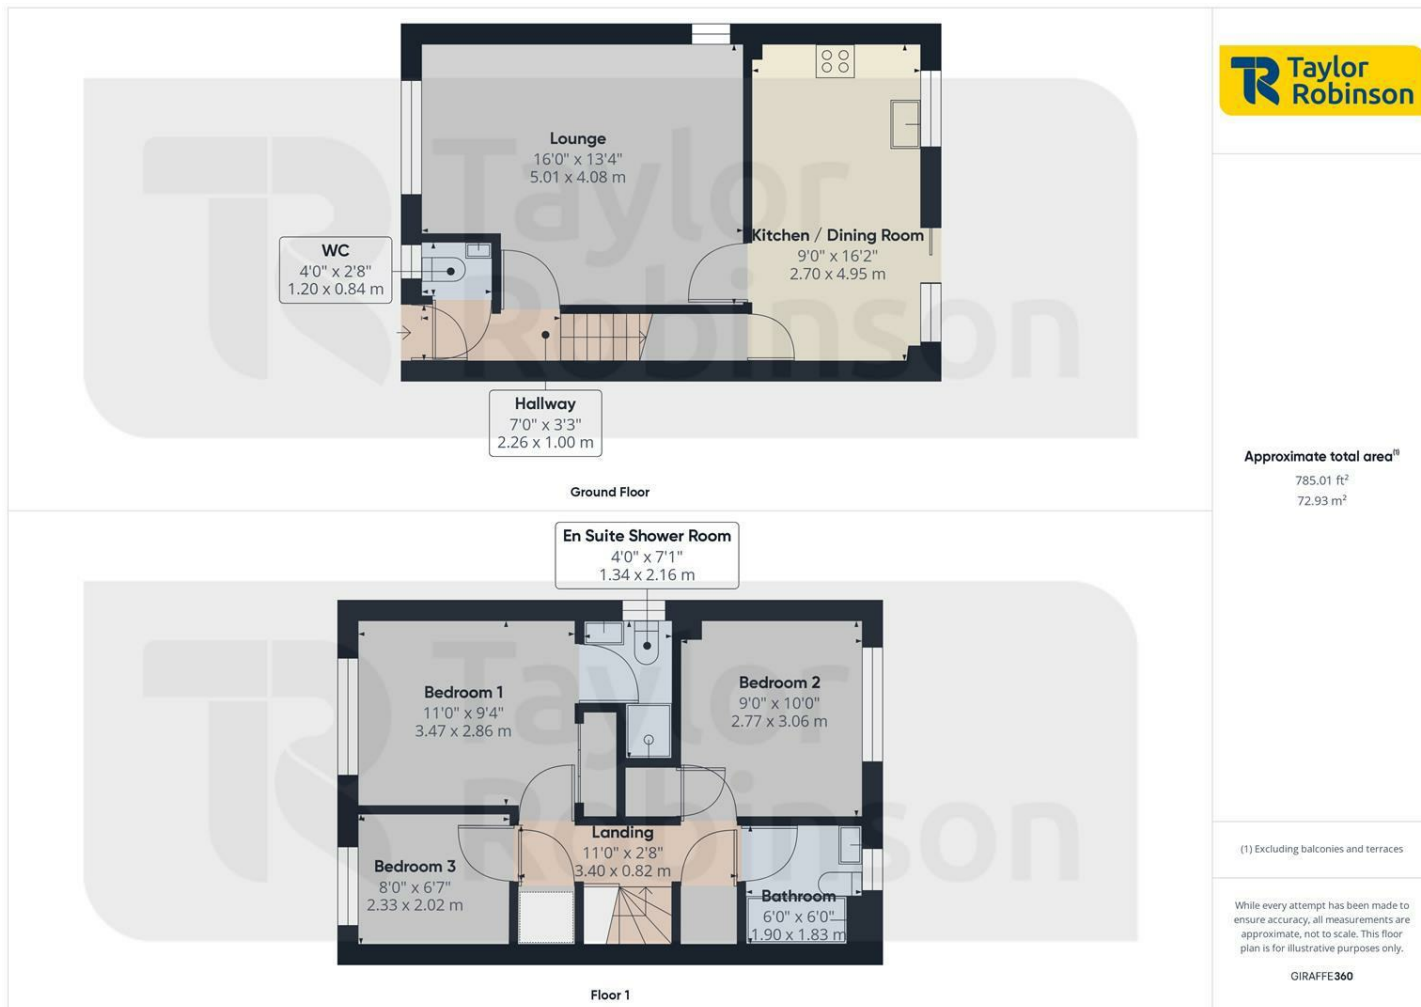 Taylor
Robinson
Lounge
16'0" x 13'4"
5.01 x 4.08 m
Kitchen / Dining Room
9'0" x 16'2"
2.70 x 4.95 m
WC
4'0" x 2'8"
1.20 x 0.84 m
Hallway
7'0" x 3'3"
2.26 x 1.00 m
Ground Floor
Taylor
Robinson
En Suite Shower Room
4'0" x 7'1"
1.34 x 2.16 m
Bedroom 1
11'0" x 9'4"
3.47 x 2.86 m
Bedroom 2
9'0" x 10'0"
2.77 x 3.06 m
Landing
11'0" x 2'8"
3.40 x 0.82 m
Bedroom 3
8'0" x 6'7"
2.33 x 2.02 m
Bathroom
6'0" x 6'0"
1.90 x 1.83 m
Floor 1
Taylor
Robinson
Approximate total area(1)
785.01 ft²
72.93 m²
(1) Excluding balconies and terraces
While every attempt has been made to
ensure accuracy, all measurements are
approximate, not to scale. This floor
plan is for illustrative purposes only.
GIRAFFE360